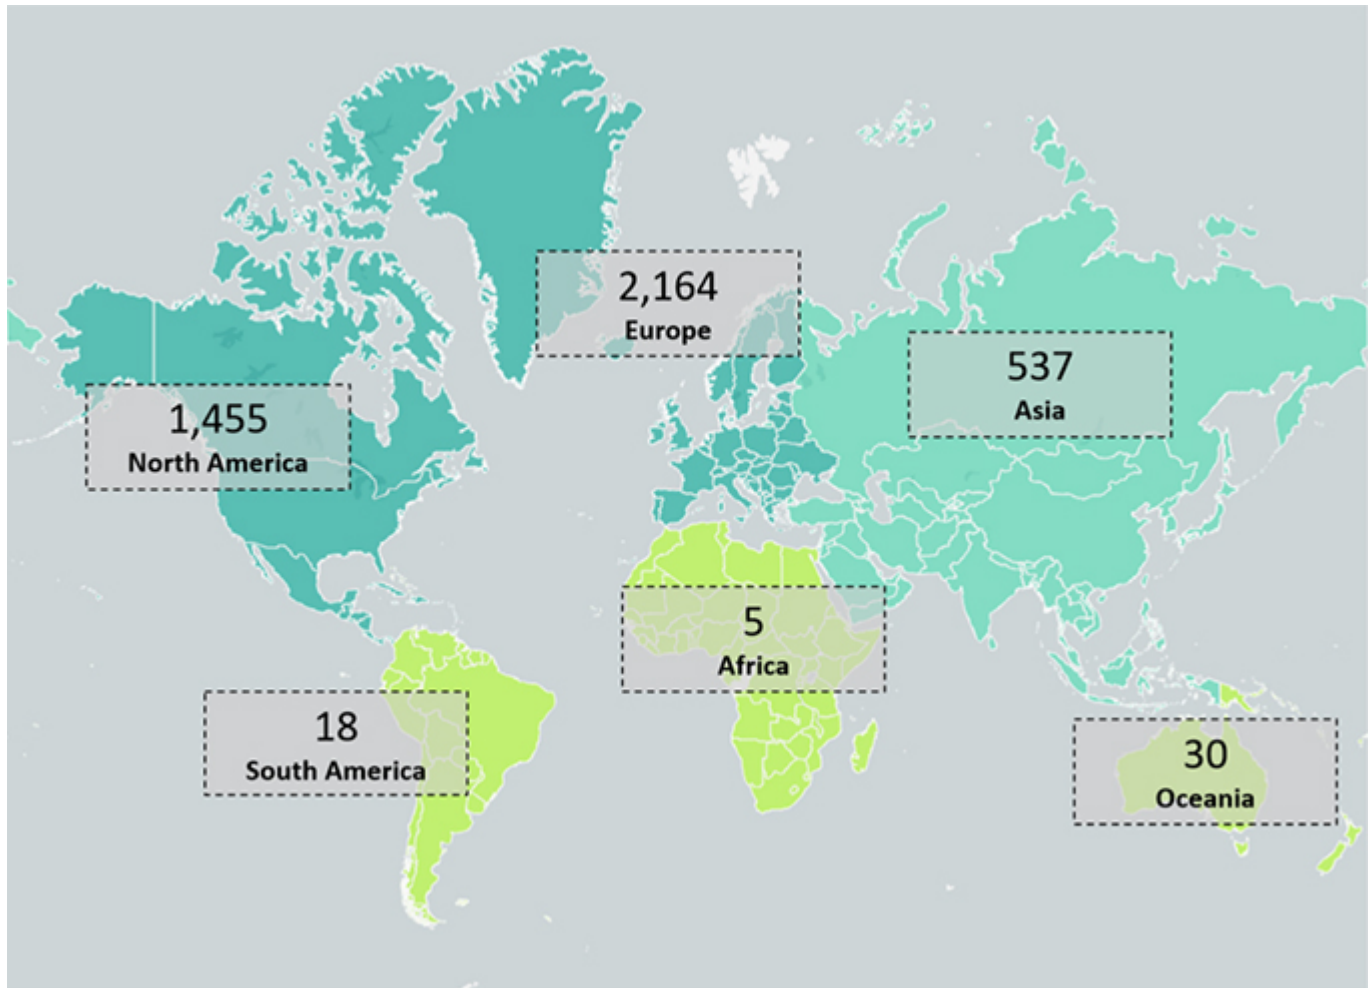 2,164
Europe
537
Asia
1,455
North America
5
Africa
18
South America
30
Oceania